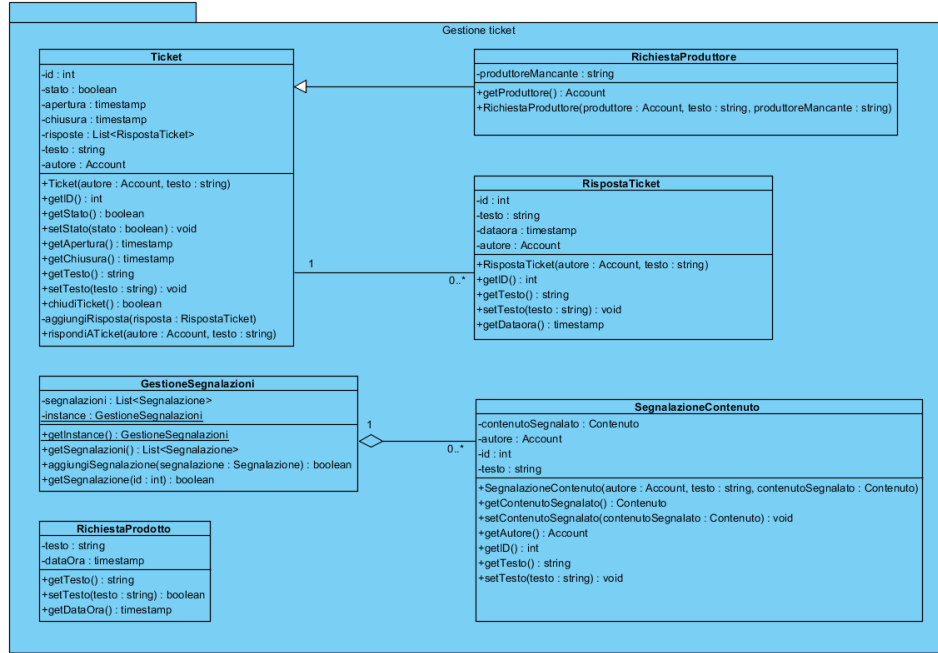 Gestione ticket
Ticket
-id : int
-stato : boolean
-apertura : timestamp
-chiusura : timestamp
-risposte : List<RispostaTicket>
-testo : string
-autore : Account
+Ticket(autore : Account, testo : string)
+getID() : int
+getStato() : boolean
+setStato(stato : boolean) : void
+getApertura() : timestamp
+getChiusura() : timestamp
+getTesto() : string
+setTesto(testo : string) : void
+chiudiTicket() : boolean
-aggiungiRisposta(risposta : RispostaTicket)
+rispondiATicket(autore : Account, testo : string)
RichiestaProduttore
-produttoreMancante : string
+getProduttore() : Account
+RichiestaProduttore(produttore : Account, testo : string, produttoreMancante : string)
RispostaTicket
-id : int
-testo : string
-dataora : timestamp
-autore : Account
+RispostaTicket(autore : Account, testo : string)
+getID() : int
+getTesto() : string
+setTesto(testo : string) : void
+getDataora() : timestamp
1
0..*
GestioneSegnalazioni
-segnalazioni : List<Segnalazione>
-instance : GestioneSegnalazioni
+getInstance() : GestioneSegnalazioni
+getSegnalazioni() : List<Segnalazione>
+aggiungiSegnalazione(segnalazione : Segnalazione) : boolean
+getSegnalazione(id : int) : boolean
1
0..*
SegnalazioneContenuto
-contenutoSegnalato : Contenuto
-autore : Account
-id : int
-testo : string
+SegnalazioneContenuto(autore : Account, testo : string, contenutoSegnalato : Contenuto)
+getContenutoSegnalato() : Contenuto
+setContenutoSegnalato(contenutoSegnalato : Contenuto) : void
+getAutore() : Account
+getID() : int
+getTesto() : string
+setTesto(testo : string) : void
RichiestaProdotto
-testo : string
-dataOra : timestamp
+getTesto() : string
+setTesto(testo : string) : boolean
+getDataOra() : timestamp